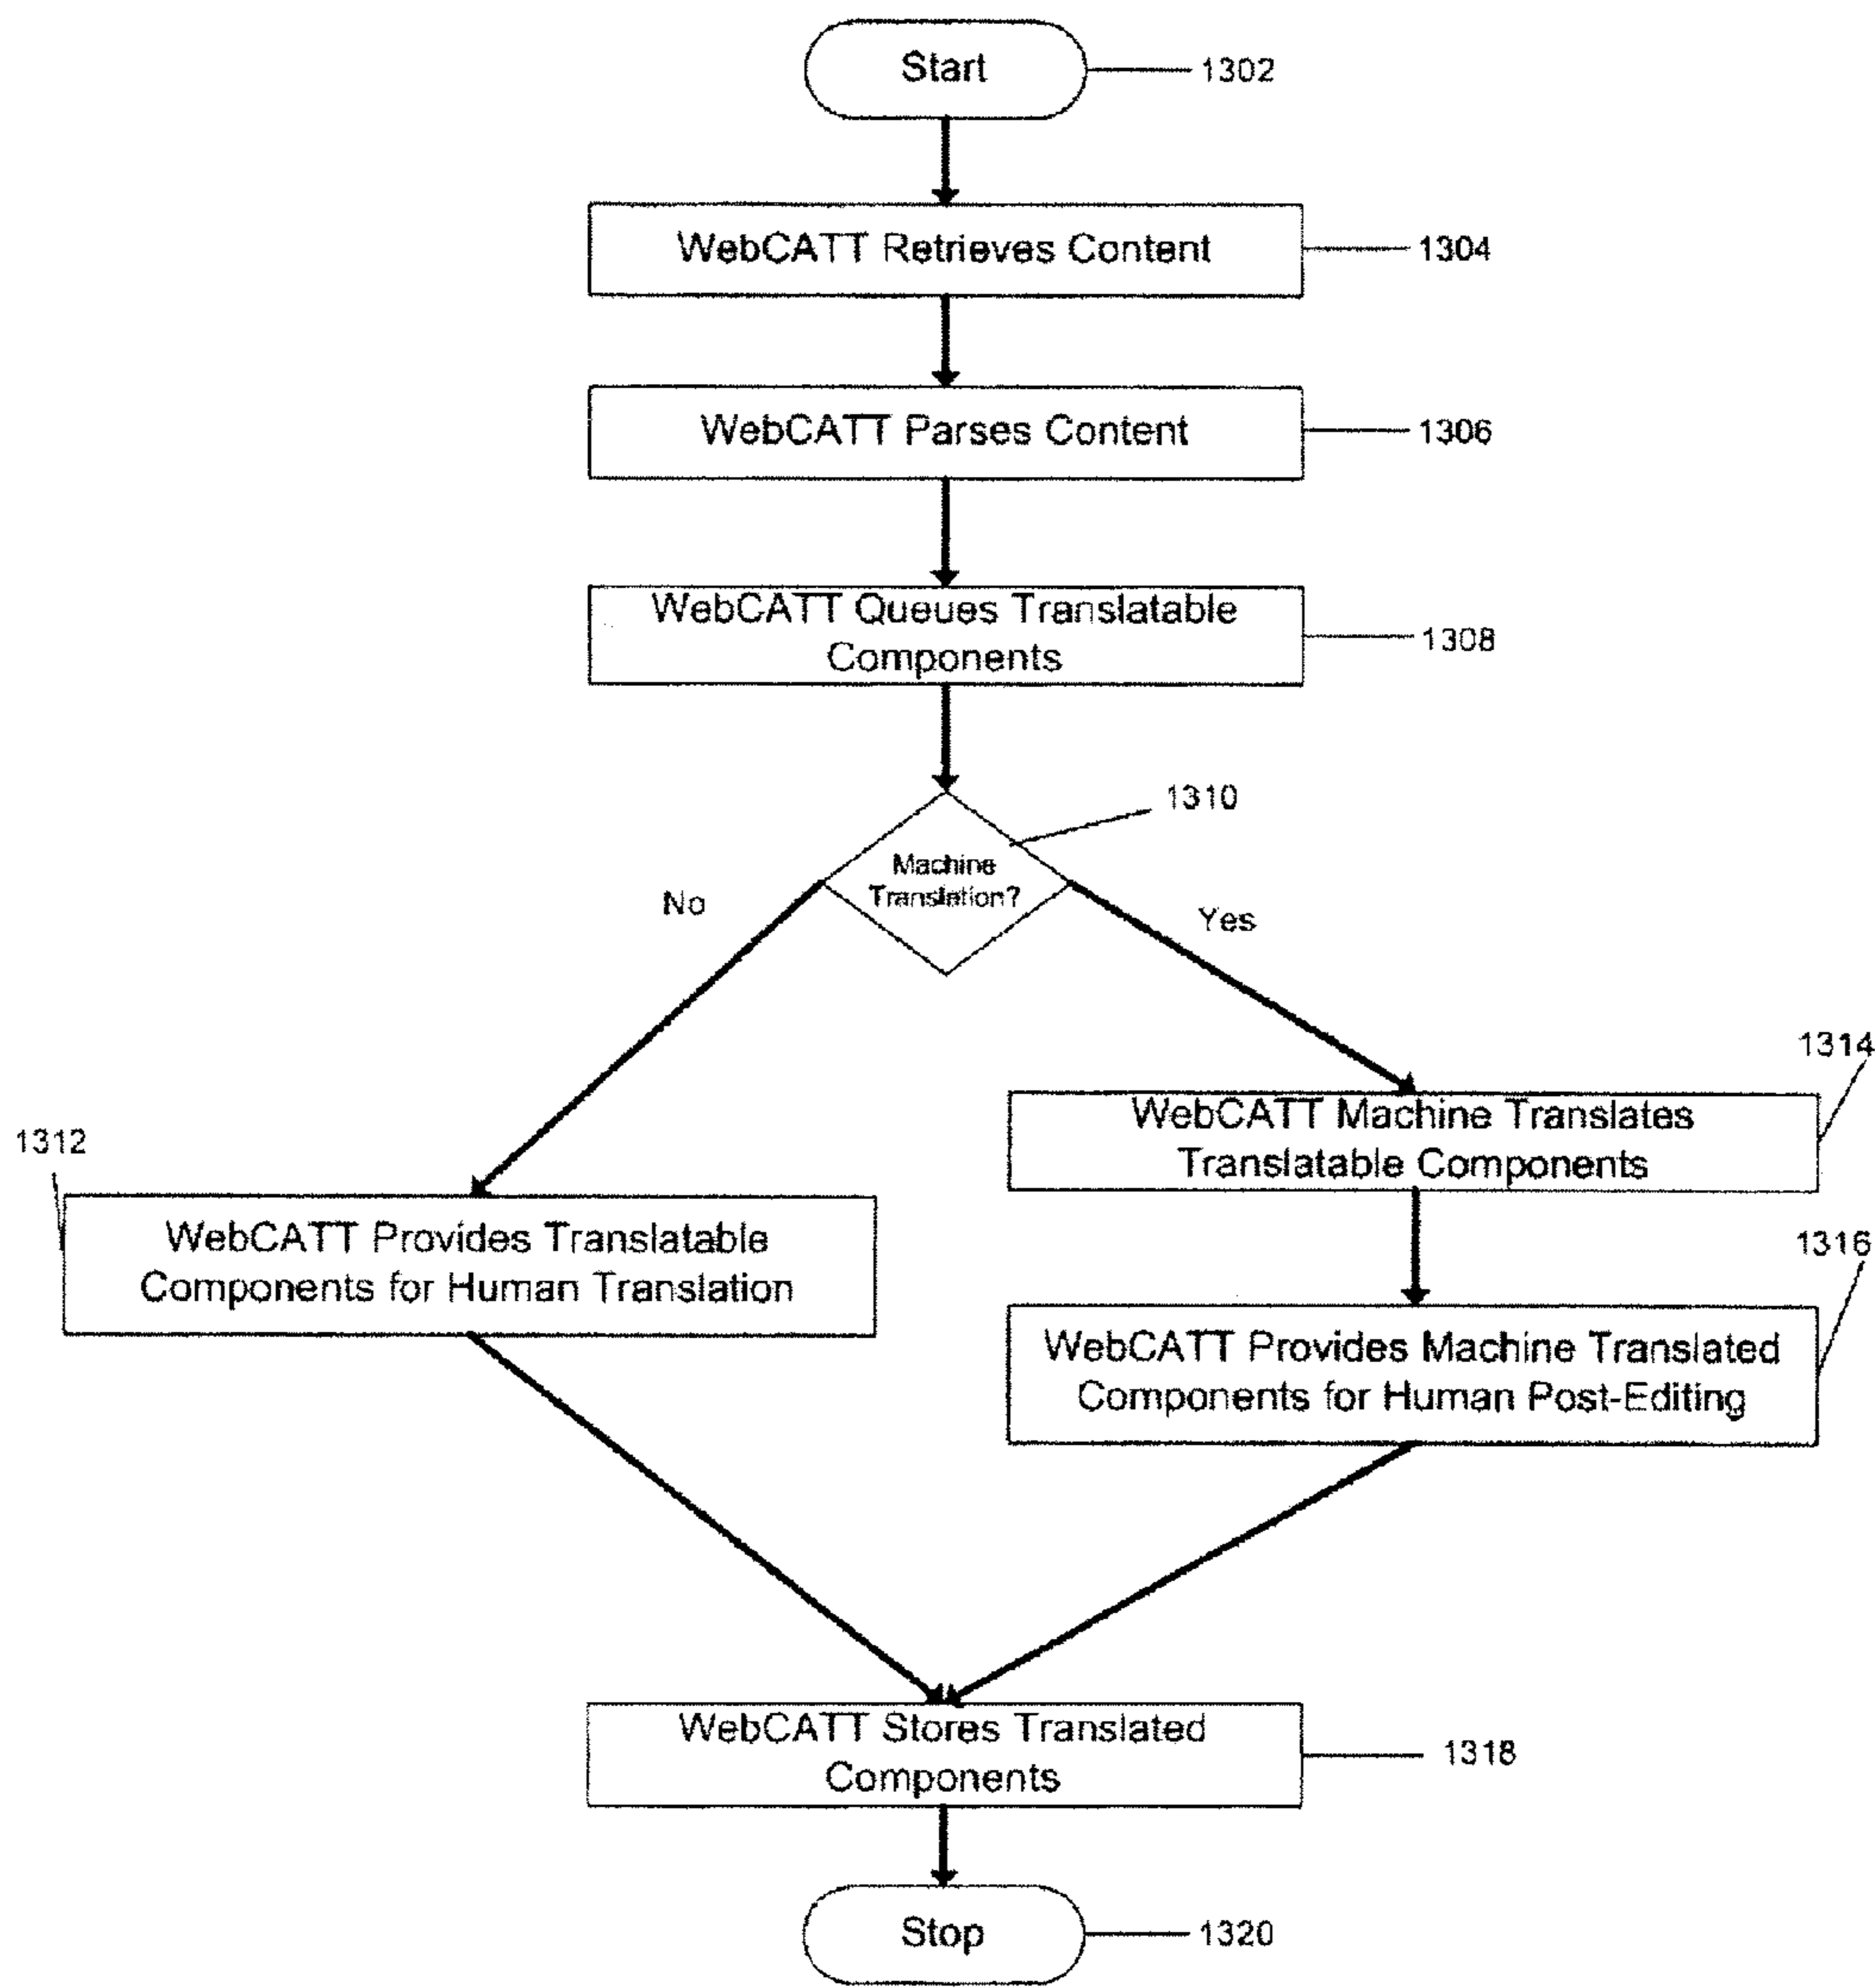 Start
1302
WebCATT Retrieves Content
1304
WebCATT Parses Content
1306
WebCATT Queues Translatable
Components
1308
1310
Machine
Translation?
No
Yes
1314
WebCATT Machine Translates
Translatable Components
1312
WebCATT Provides Translatable
Components for Human Translation
1316
WebCATT Provides Machine Translated
Components for Human Post-Editing
WebCATT Stores Translated
Components
1318
Stop
1320